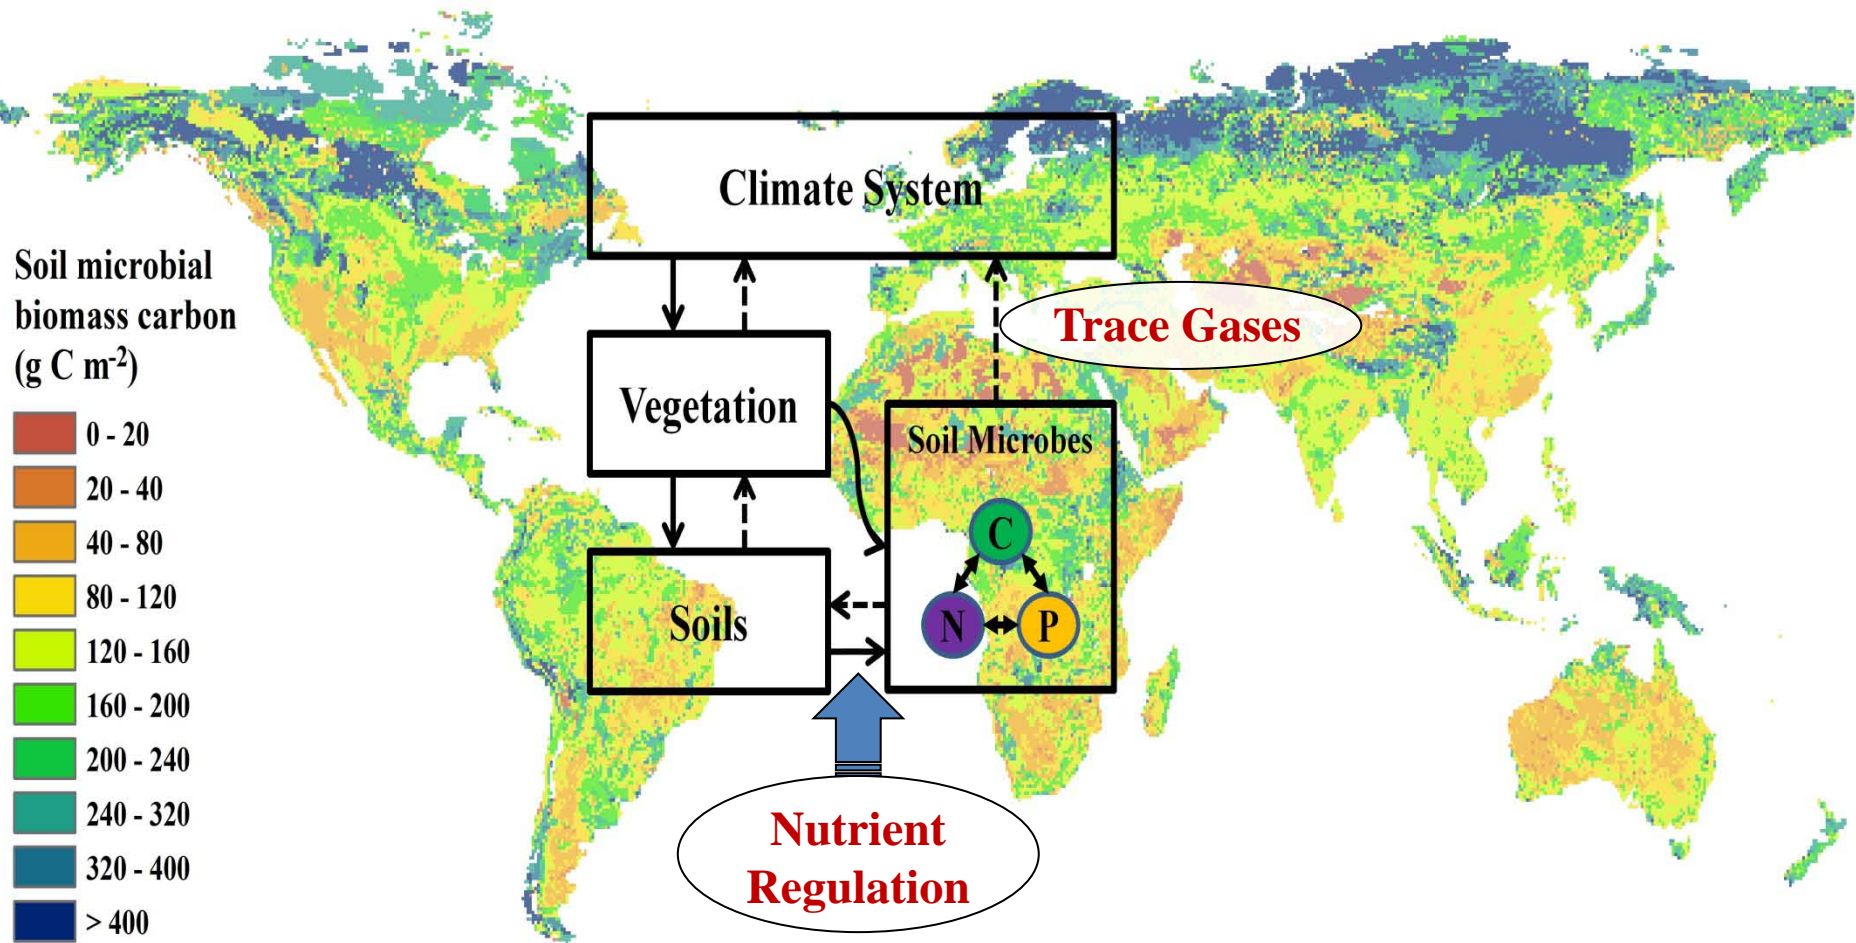 Climate System
Soil microbial
biomass carbon
(g C m-2)
0 - 20
20 - 40
40 - 80
80 - 120
120 - 160
160 - 200
200 - 240
240 - 320
320 - 400
> 400
Trace Gases
Vegetation
Soil Microbes
C
N
P
Soils
Nutrient
Regulation